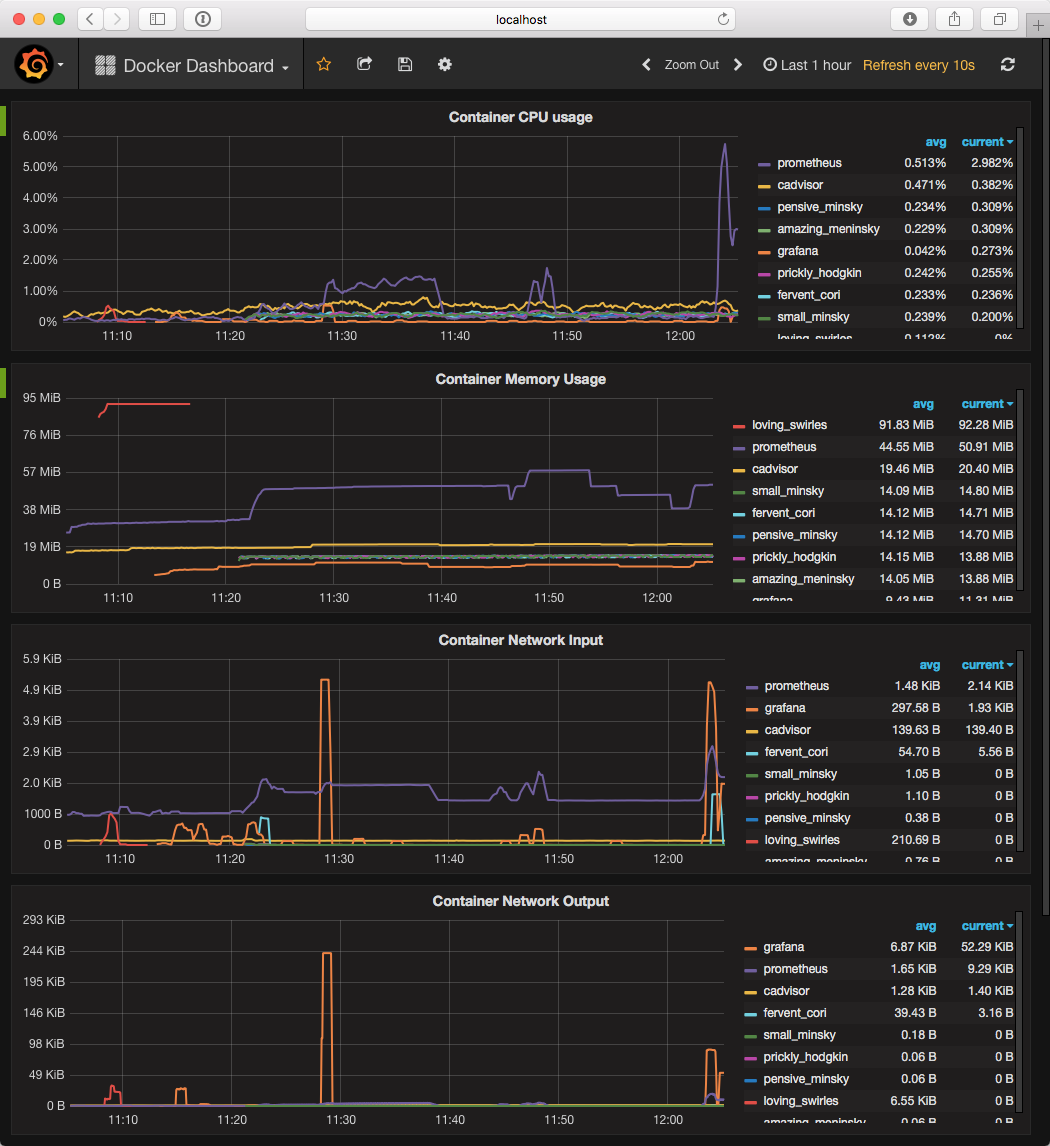 localhost
Docker Dashboard
Zoom Out
Last 1 hour
Refresh every 10s
Container CPU usage
6.00%
5.00%
4.00%
3.00%
2.00%
1.00%
0%
11:10 11:20 11:30 11:40 11:50 12:00
avg current
prometheus 0.513% 2.982%
cadvisor 0.471% 0.382%
pensive_minsky 0.234% 0.309%
amazing_meninsky 0.229% 0.309%
grafana 0.042% 0.273%
prickly_hodgkin 0.242% 0.255%
fervent_cori 0.233% 0.236%
small_minsky 0.239% 0.200%
loving_swirles 0.112% 0%
Container Memory Usage
95 MiB
76 MiB
57 MiB
38 MiB
19 MiB
0 B
11:10 11:20 11:30 11:40 11:50 12:00
avg current
loving_swirles 91.83 MiB 92.28 MiB
prometheus 44.55 MiB 50.91 MiB
cadvisor 19.46 MiB 20.40 MiB
small_minsky 14.09 MiB 14.80 MiB
fervent_cori 14.12 MiB 14.71 MiB
pensive_minsky 14.12 MiB 14.70 MiB
prickly_hodgkin 14.15 MiB 13.88 MiB
amazing_meninsky 14.05 MiB 13.88 MiB
grafana 9.43 MiB 11.31 MiB
Container Network Input
5.9 KiB
4.9 KiB
3.9 KiB
2.9 KiB
2.0 KiB
1000 B
0 B
11:10 11:20 11:30 11:40 11:50 12:00
avg current
prometheus 1.48 KiB 2.14 KiB
grafana 297.58 B 1.93 KiB
cadvisor 139.63 B 139.40 B
fervent_cori 54.70 B 5.56 B
small_minsky 1.05 B 0 B
prickly_hodgkin 1.10 B 0 B
pensive_minsky 0.38 B 0 B
loving_swirles 210.69 B 0 B
amazing_meninsky 0.76 B 0 B
Container Network Output
293 KiB
244 KiB
195 KiB
146 KiB
98 KiB
49 KiB
0 B
11:10 11:20 11:30 11:40 11:50 12:00
avg current
grafana 6.87 KiB 52.29 KiB
prometheus 1.65 KiB 9.29 KiB
cadvisor 1.28 KiB 1.40 KiB
fervent_cori 39.43 B 3.16 B
small_minsky 0.18 B 0 B
prickly_hodgkin 0.06 B 0 B
pensive_minsky 0.06 B 0 B
loving_swirles 6.55 KiB 0 B
amazing_meninsky 0.06 B 0 B